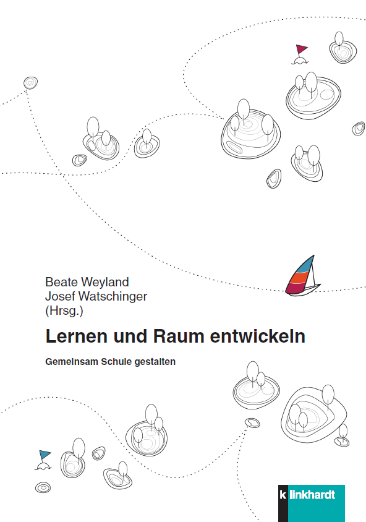 Beate Weyland
Josef Watschinger
(Hrsg.)
Lernen und Raum entwickeln
Gemeinsam Schule gestalten
klinkhardt